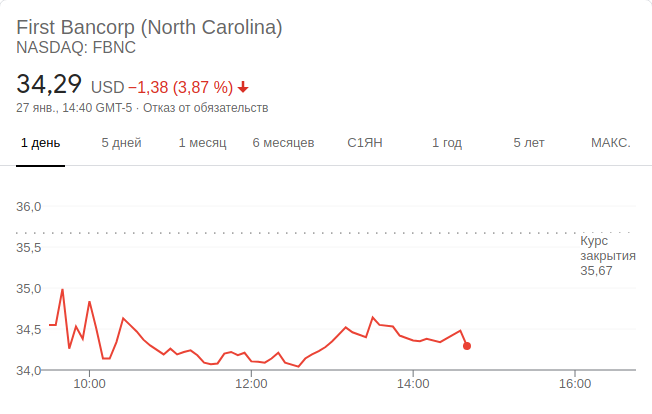 First Bancorp (North Carolina)
NASDAQ: FBNC
34,29 USD −1,38 (3,87 %)
27 янв., 14:40 GMT-5 · Отказ от обязательств
1 день 5 дней 1 месяц 6 месяцев С1ЯН 1 год 5 лет МАКС.
36,0
Курс
35,5
закрытия
35,67
35,0
34,5
34,0
10:00 12:00 14:00 16:00